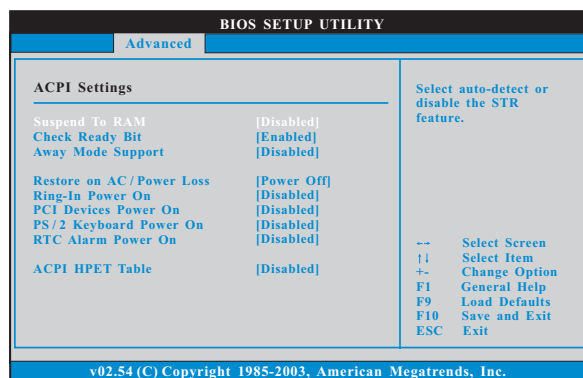 BIOS SETUP UTILITY
Advanced
ACPI Settings
Suspend To RAM [Disabled]
Check Ready Bit [Enabled]
Away Mode Support [Disabled]
Restore on AC / Power Loss [Power Off]
Ring-In Power On [Disabled]
PCI Devices Power On [Disabled]
PS / 2 Keyboard Power On [Disabled]
RTC Alarm Power On [Disabled]
ACPI HPET Table [Disabled]
Select auto-detect or
disable the STR
feature.
←→ Select Screen
↑↓ Select Item
+- Change Option
F1 General Help
F9 Load Defaults
F10 Save and Exit
ESC Exit
v02.54 (C) Copyright 1985-2003, American Megatrends, Inc.